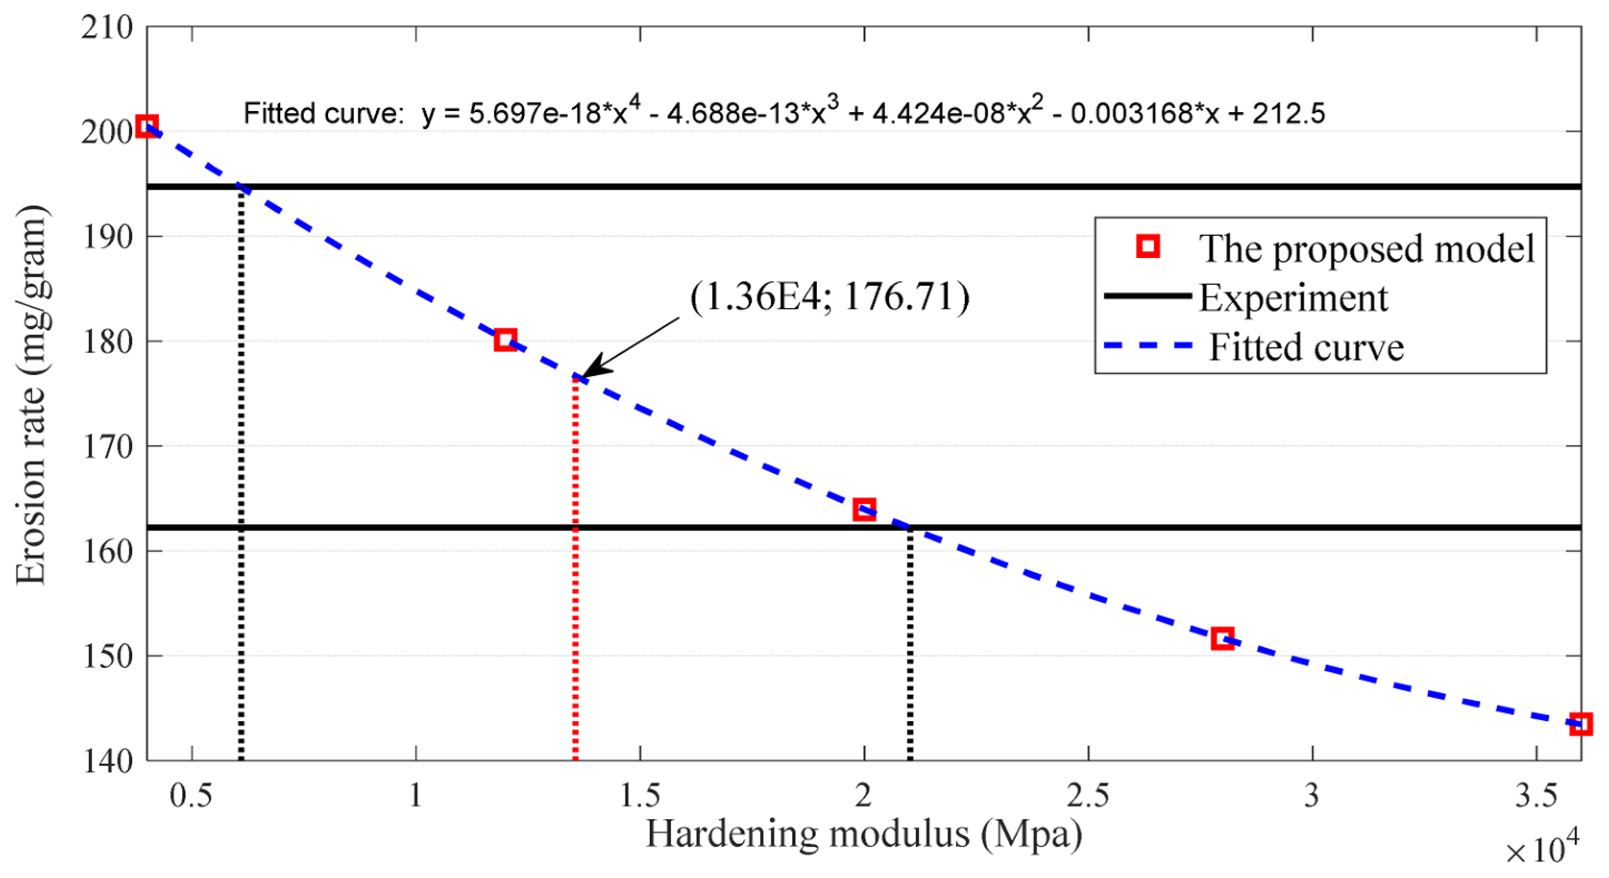 210
200
190
180
170
160
150
140
Erosion rate (mg/gram)
Fitted curve: y = 5.697e-18*x^4 - 4.688e-13*x^3 + 4.424e-08*x^2 - 0.003168*x + 212.5
(1.36E4; 176.71)
The proposed model
Experiment
Fitted curve
0.5 1 1.5 2 2.5 3 3.5
Hardening modulus (Mpa)
×10^4